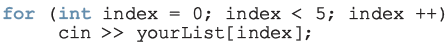 for (int index = 0; index < 5; index ++)
cin >> yourList[index];